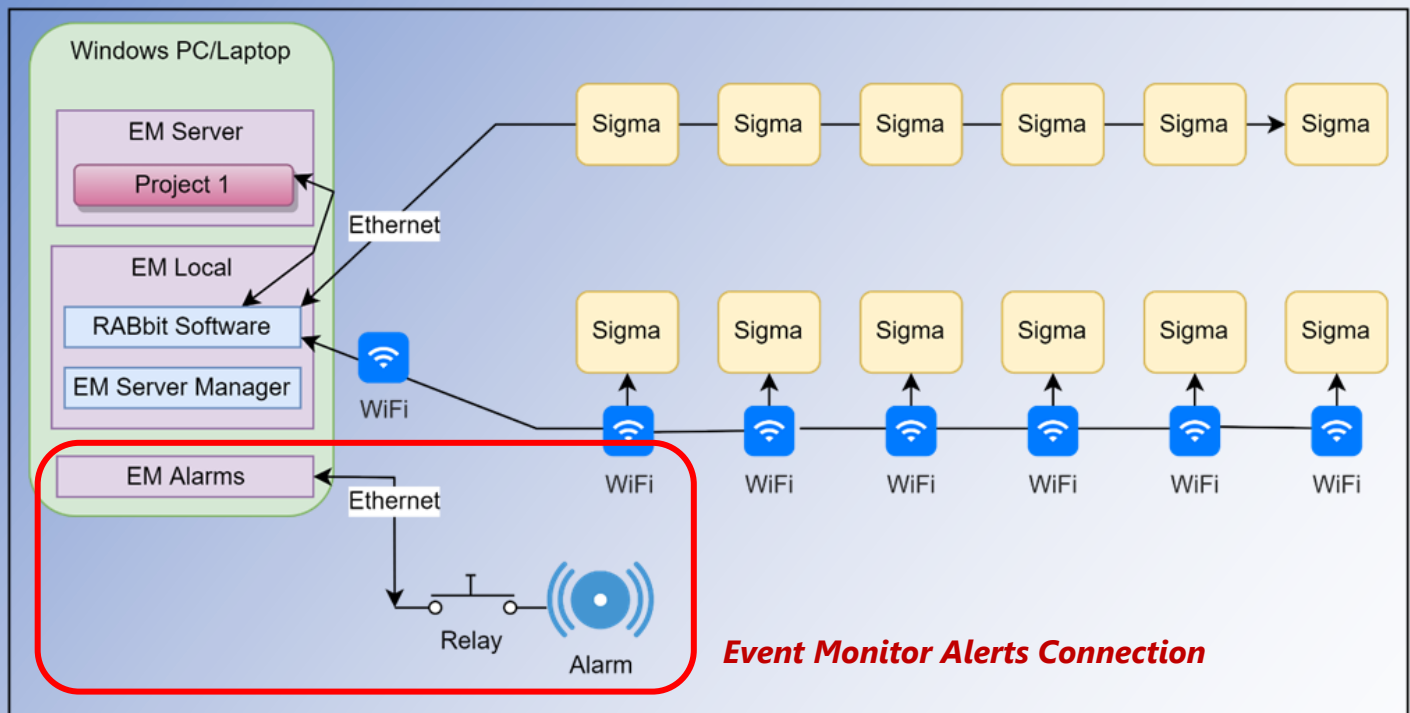 Windows PC/Laptop
EM Server
Project 1
Ethernet
EM Local
RABbit Software
EM Server Manager
WiFi
Sigma Sigma Sigma Sigma Sigma Sigma
Sigma Sigma Sigma Sigma Sigma Sigma
WiFi WiFi WiFi WiFi WiFi WiFi
EM Alarms
Ethernet
Relay
Alarm
Event Monitor Alerts Connection